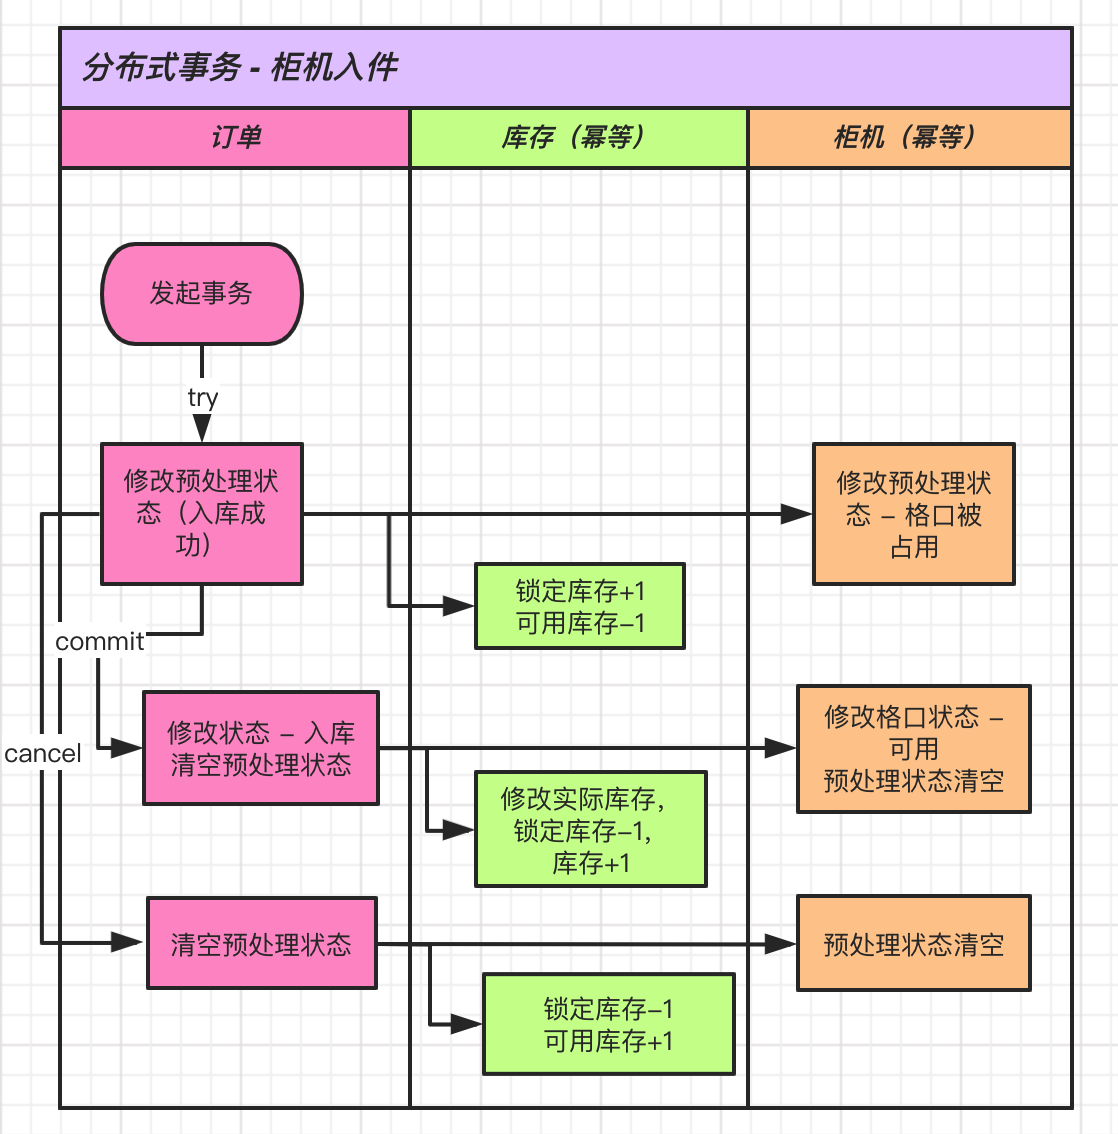 分布式事务 - 柜机入件
订单
库存（幂等）
柜机（幂等）
发起事务
try
修改预处理状
态（入库成
功）
修改预处理状
态 – 格口被
占用
锁定库存+1
可用库存–1
commit
修改状态 – 入库
清空预处理状态
修改格口状态 –
可用
预处理状态清空
cancel
修改实际库存，
锁定库存–1,
库存+1
清空预处理状态
预处理状态清空
锁定库存–1
可用库存+1